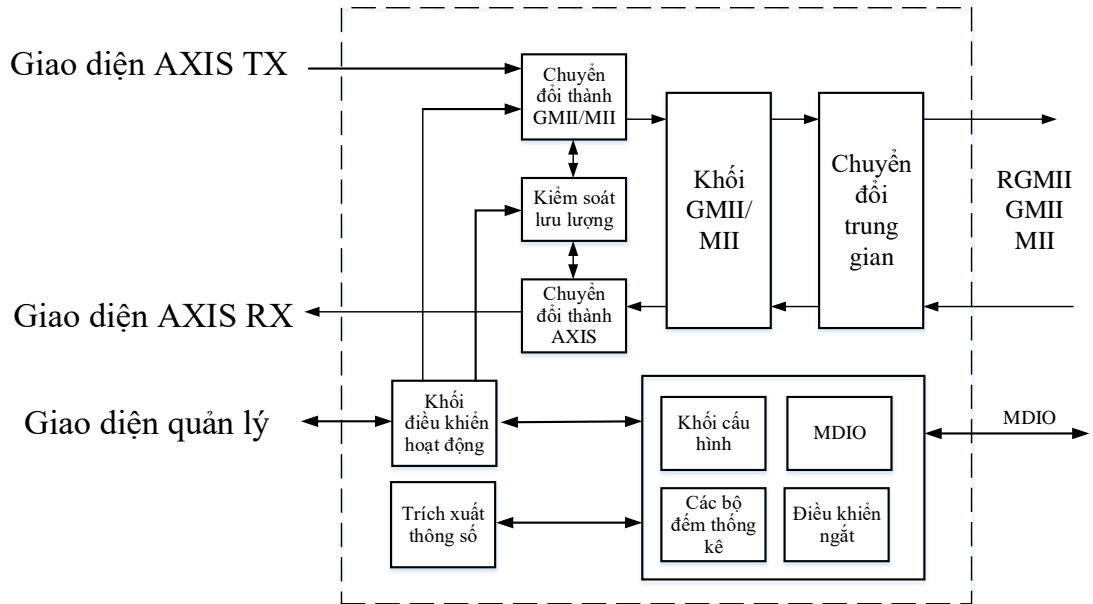 Giao diện AXIS TX
Chuyển
đổi thành
GMII/MII
Kiểm soát
lưu lượng
Chuyển
đổi thành
AXIS
Khối
GMII/
MII
Chuyển
đổi
trung
gian
RGMII
GMII
MII
Giao diện AXIS RX
Giao diện quản lý
Khối
điều khiển
hoạt động
Trích xuất
thông số
Khối cấu
hình
MDIO
Các bộ
đếm thống
kê
Điều khiển
ngắt
MDIO